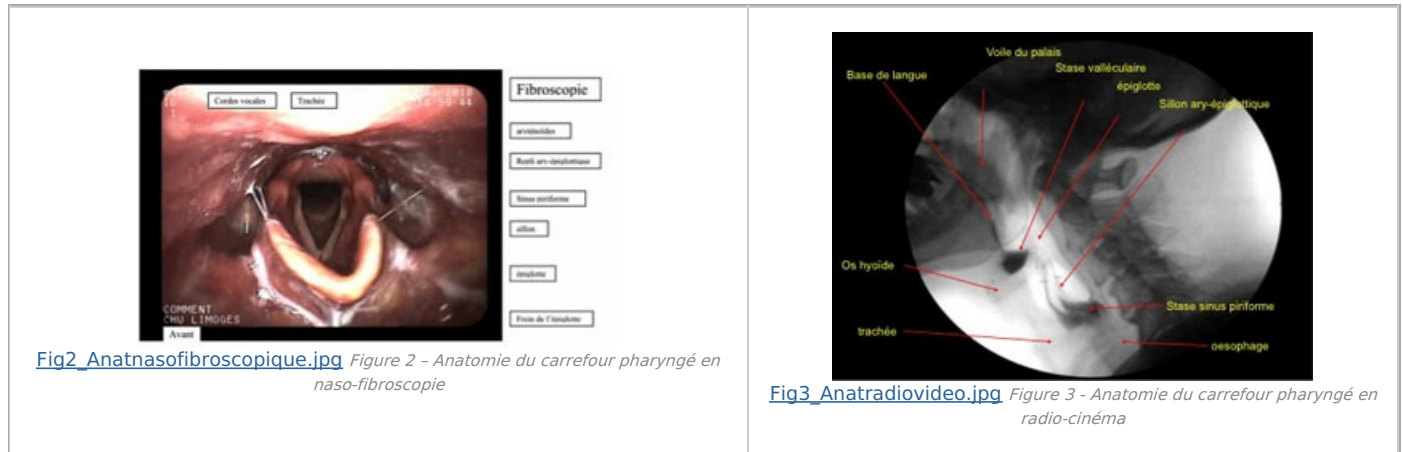 Cordes vocales
Trachée
Fibroscopie
aryténoïdes
Repli ary-épiglottique
Sinus piriforme
sillon
épiglotte
Frein de l'épiglotte
COMMENT
CHU LIMOGES
Avant
Fig2_Anatnasofibroscopique.jpg Figure 2 – Anatomie du carrefour pharyngé en
naso-fibroscopie
Voile du palais
Stase valléculaire
Base de langue
épiglotte
Sillon ary-épiglottique
Os hyoïde
Stase sinus piriforme
trachée
oesophage
Fig3_Anatradiovideo.jpg Figure 3 - Anatomie du carrefour pharyngé en
radio-cinéma